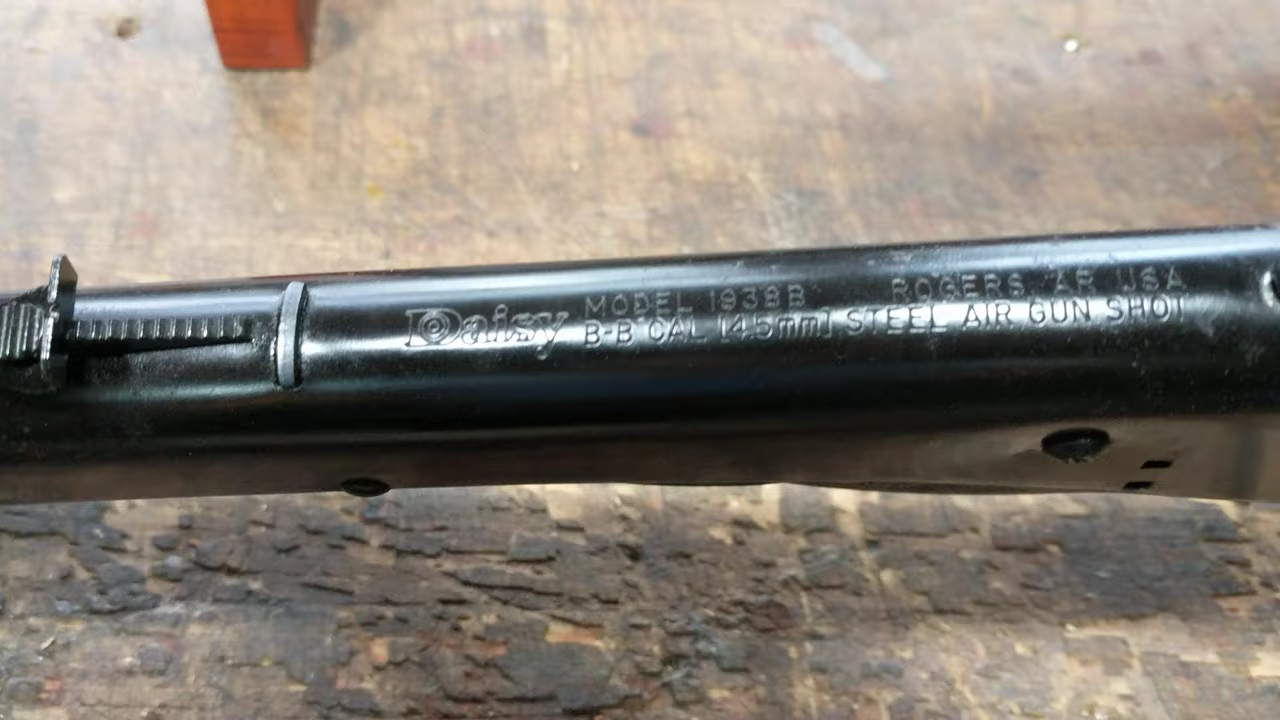 Daisy
MODEL 1938B ROGERS, AR USA
B-B CAL [4.5mm] STEEL AIR GUN SHOT